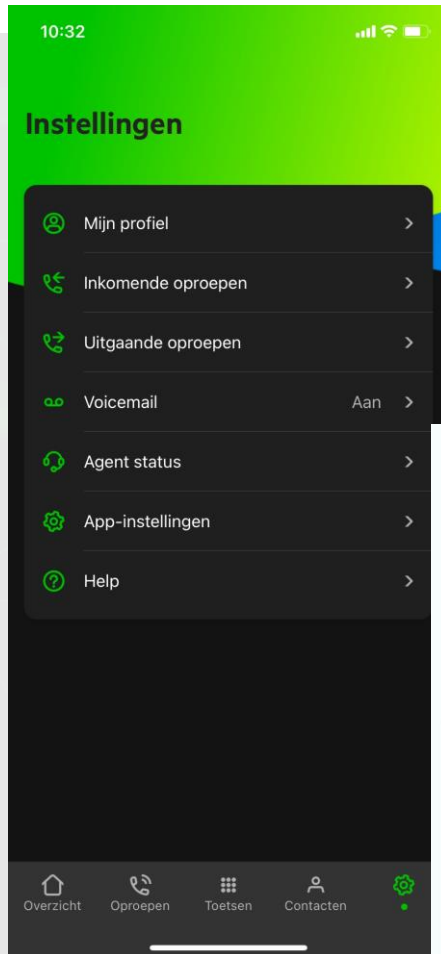 10:32
Instellingen
Mijn profiel
Inkomende oproepen
Uitgaande oproepen
Voicemail Aan
Agent status
App-instellingen
Help
Overzicht Oproepen Toetsen Contacten